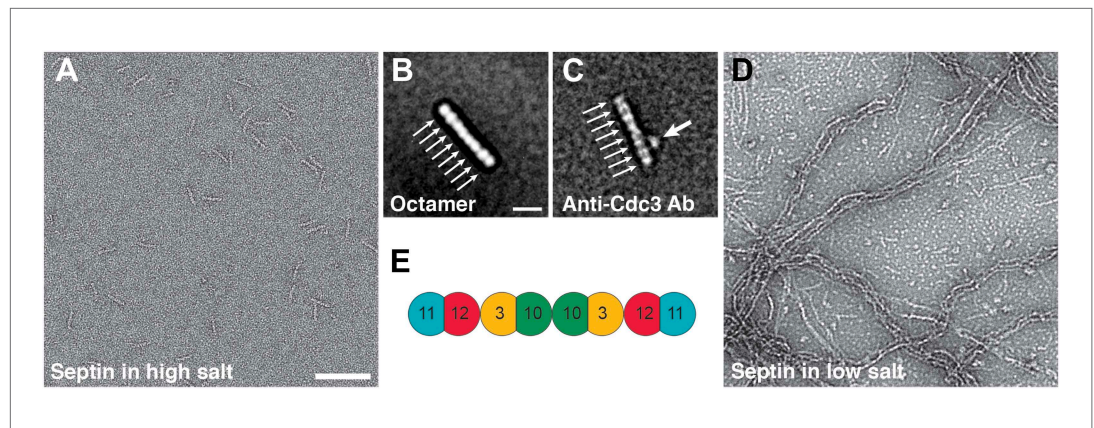 A
B
C
D
Octamer
Anti-Cdc3 Ab
E
11 12 3 10 10 3 12 11
Septin in high salt
Septin in low salt